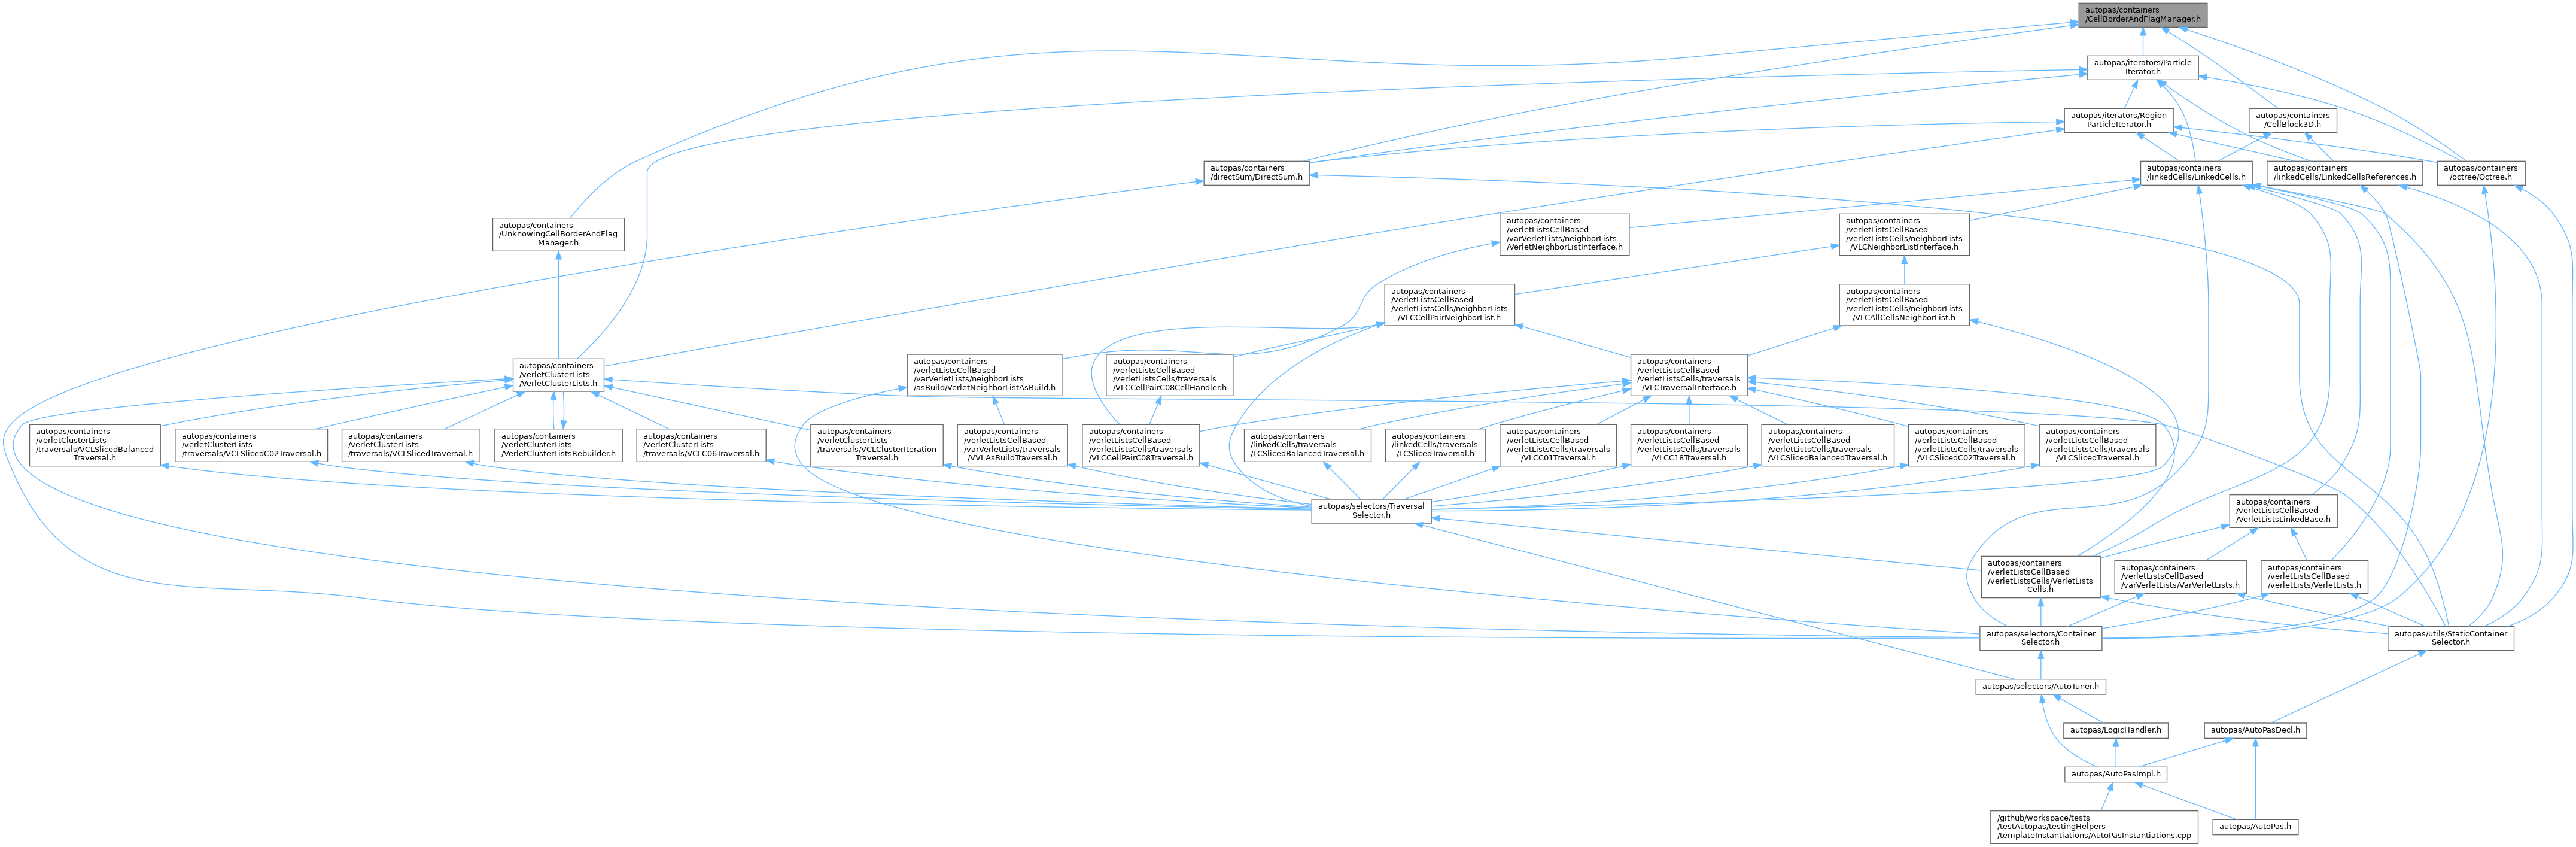 autopas/containers
/CellBorderAndFlagManager.h
autopas/iterators/Particle
Iterator.h
autopas/iterators/Region
ParticleIterator.h
autopas/containers
/CellBlock3D.h
autopas/containers
/directSum/DirectSum.h
autopas/containers
/linkedCells/LinkedCells.h
autopas/containers
/linkedCells/LinkedCellsReferences.h
autopas/containers
/octree/Octree.h
autopas/containers
/UnknowingCellBorderAndFlag
Manager.h
autopas/containers
/verletListsCellBased
/varVerletLists/neighborLists
/VerletNeighborListInterface.h
autopas/containers
/verletListsCellBased
/verletListsCells/neighborLists
/VLCNeighborListInterface.h
autopas/containers
/verletListsCellBased
/verletListsCells/neighborLists
/VLCCellPairNeighborList.h
autopas/containers
/verletListsCellBased
/verletListsCells/neighborLists
/VLCAllCellsNeighborList.h
autopas/containers
/verletClusterLists
/VerletClusterLists.h
autopas/containers
/verletListsCellBased
/varVerletLists/neighborLists
/asBuild/VerletNeighborListAsBuild.h
autopas/containers
/verletListsCellBased
/verletListsCells/traversals
/VLCCellPairC08CellHandler.h
autopas/containers
/verletListsCellBased
/verletListsCells/traversals
/VLCTraversalInterface.h
autopas/containers
/verletClusterLists
/traversals/VCLSlicedBalanced
Traversal.h
autopas/containers
/verletClusterLists
/traversals/VCLSlicedC02Traversal.h
autopas/containers
/verletClusterLists
/traversals/VCLSlicedTraversal.h
autopas/containers
/verletClusterLists
/VerletClusterListsRebuilder.h
autopas/containers
/verletClusterLists
/traversals/VCLC06Traversal.h
autopas/containers
/verletClusterLists
/traversals/VCLClusterIteration
Traversal.h
autopas/containers
/verletListsCellBased
/varVerletLists/traversals
/VVLAsBuildTraversal.h
autopas/containers
/verletListsCellBased
/verletListsCells/traversals
/VLCCellPairC08Traversal.h
autopas/containers
/linkedCells/traversals
/LCSlicedBalancedTraversal.h
autopas/containers
/linkedCells/traversals
/LCSlicedTraversal.h
autopas/containers
/verletListsCellBased
/verletListsCells/traversals
/VLCC01Traversal.h
autopas/containers
/verletListsCellBased
/verletListsCells/traversals
/VLCC18Traversal.h
autopas/containers
/verletListsCellBased
/verletListsCells/traversals
/VLCSlicedBalancedTraversal.h
autopas/containers
/verletListsCellBased
/verletListsCells/traversals
/VLCSlicedC02Traversal.h
autopas/containers
/verletListsCellBased
/verletListsCells/traversals
/VLCSlicedTraversal.h
autopas/selectors/Traversal
Selector.h
autopas/containers
/verletListsCellBased
/VerletListsLinkedBase.h
autopas/containers
/verletListsCellBased
/verletListsCells/VerletLists
Cells.h
autopas/containers
/verletListsCellBased
/varVerletLists/VarVerletLists.h
autopas/containers
/verletListsCellBased
/verletLists/VerletLists.h
autopas/selectors/Container
Selector.h
autopas/utils/StaticContainer
Selector.h
autopas/selectors/AutoTuner.h
autopas/LogicHandler.h
autopas/AutoPasDecl.h
autopas/AutoPasImpl.h
/github/workspace/tests
/testAutopas/testingHelpers
/templateInstantiations/AutoPasInstantiations.cpp
autopas/AutoPas.h